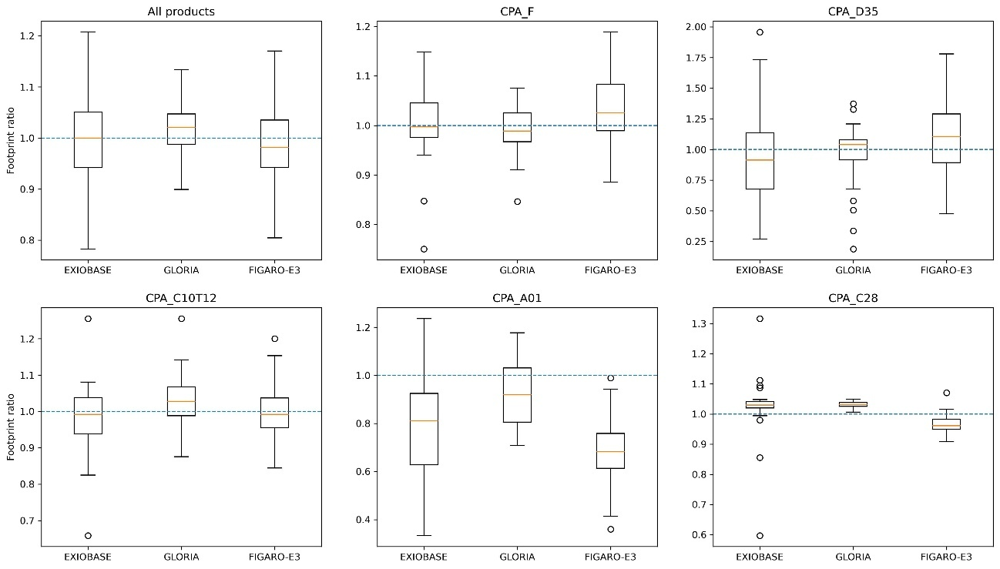 All products
CPA_F
CPA_D35
Footprint ratio
1.2
1.1
1.0
0.9
0.8
EXIOBASE GLORIA FIGARO-E3
1.2
1.1
1.0
0.9
0.8
EXIOBASE GLORIA FIGARO-E3
2.00
1.75
1.50
1.25
1.00
0.75
0.50
0.25
EXIOBASE GLORIA FIGARO-E3
CPA_C10T12
CPA_A01
CPA_C28
Footprint ratio
1.2
1.1
1.0
0.9
0.8
0.7
EXIOBASE GLORIA FIGARO-E3
1.2
1.0
0.8
0.6
0.4
EXIOBASE GLORIA FIGARO-E3
1.3
1.2
1.1
1.0
0.9
0.8
0.7
0.6
EXIOBASE GLORIA FIGARO-E3